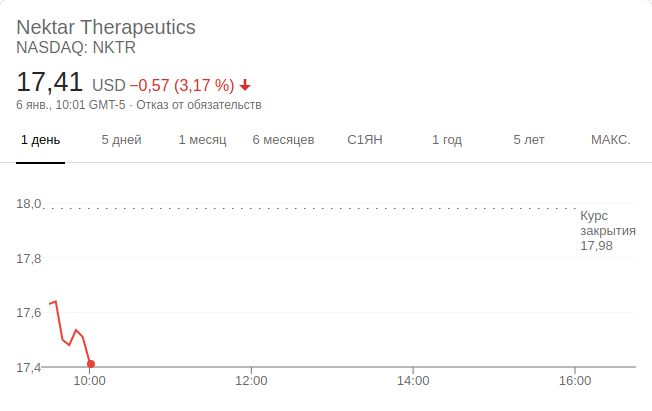 Nektar Therapeutics
NASDAQ: NKTR
17,41 USD −0,57 (3,17 %)
6 янв., 10:01 GMT-5 · Отказ от обязательств
1 день 5 дней 1 месяц 6 месяцев С1ЯН 1 год 5 лет МАКС.
18,0
Курс
закрытия
17,98
17,8
17,6
17,4
10:00 12:00 14:00 16:00